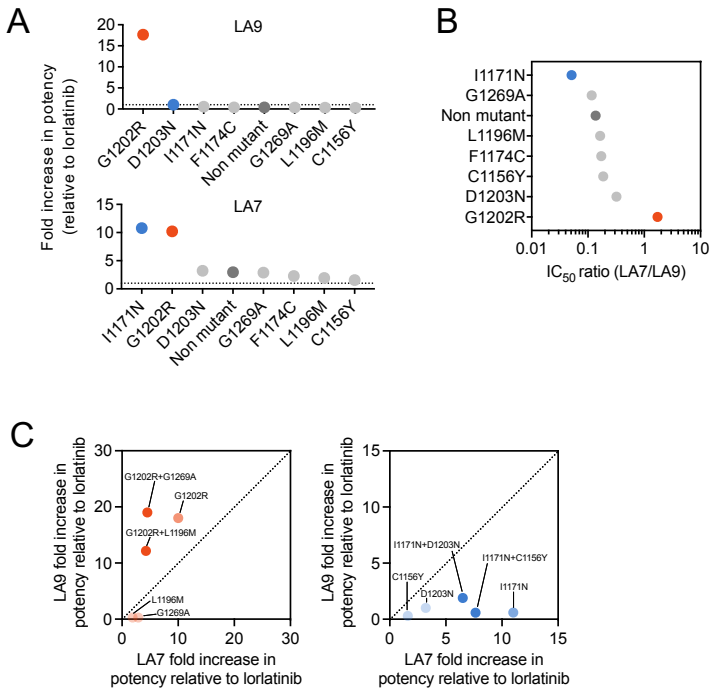 A
LA9
Fold increase in potency
(relative to lorlatinib)
20
15
10
5
0
G1202R
D1203N
I1171N
F1174C
Non mutant
G1269A
L1196M
C1156Y
LA7
15
10
5
0
I1171N
G1202R
D1203N
Non mutant
G1269A
F1174C
L1196M
C1156Y
B
I1171N
G1269A
Non mutant
L1196M
F1174C
C1156Y
D1203N
G1202R
0.01 0.1 1 10
IC50 ratio (LA7/LA9)
C
LA9 fold increase in
potency relative to lorlatinib
30
20
10
0
G1202R+G1269A
G1202R
G1202R+L1196M
L1196M
G1269A
0 10 20 30
LA7 fold increase in
potency relative to lorlatinib
LA9 fold increase in
potency relative to lorlatinib
15
10
5
0
I1171N+D1203N
I1171N+C1156Y
C1156Y
D1203N
I1171N
0 5 10 15
LA7 fold increase in
potency relative to lorlatinib